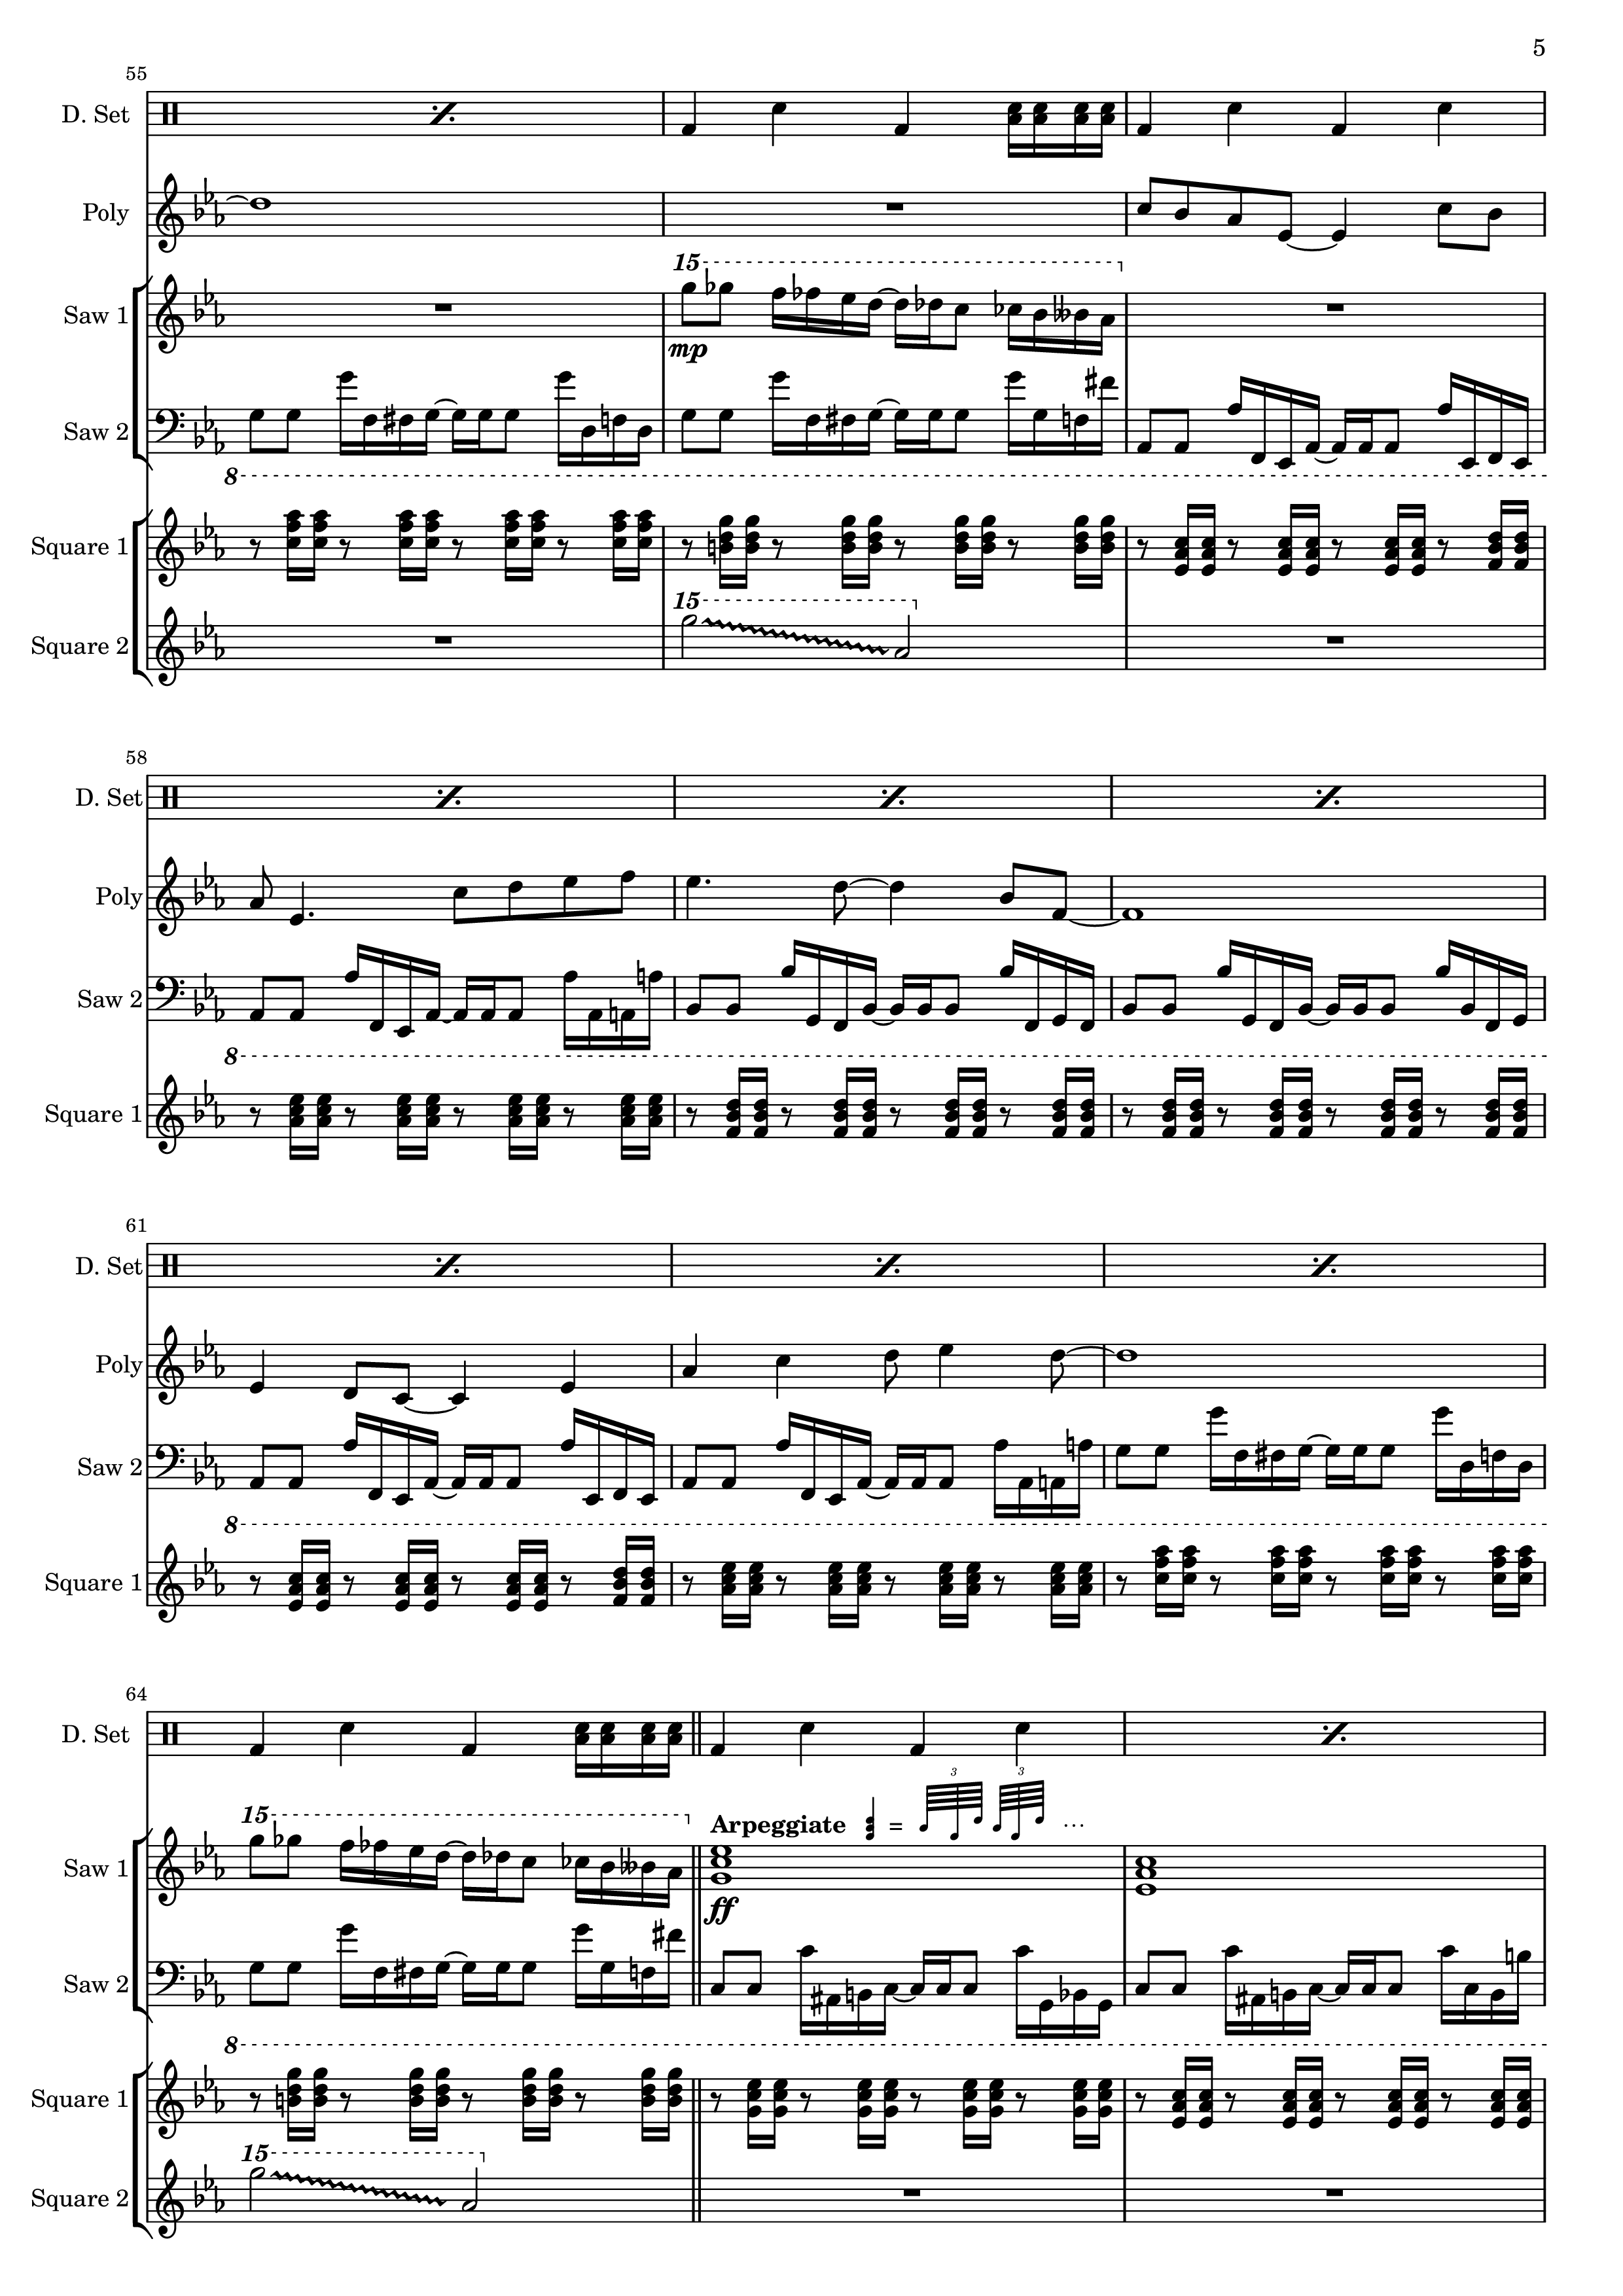 5
55
D. Set
Poly
15
Saw 1
mp
Saw 2
8
Square 1
15
Square 2
58
D. Set
Poly
Saw 2
8
Square 1
61
D. Set
Poly
Saw 2
8
Square 1
64
D. Set
3 3
15 Arpeggiate = ...
Saw 1
ff
Saw 2
8
Square 1
15
Square 2